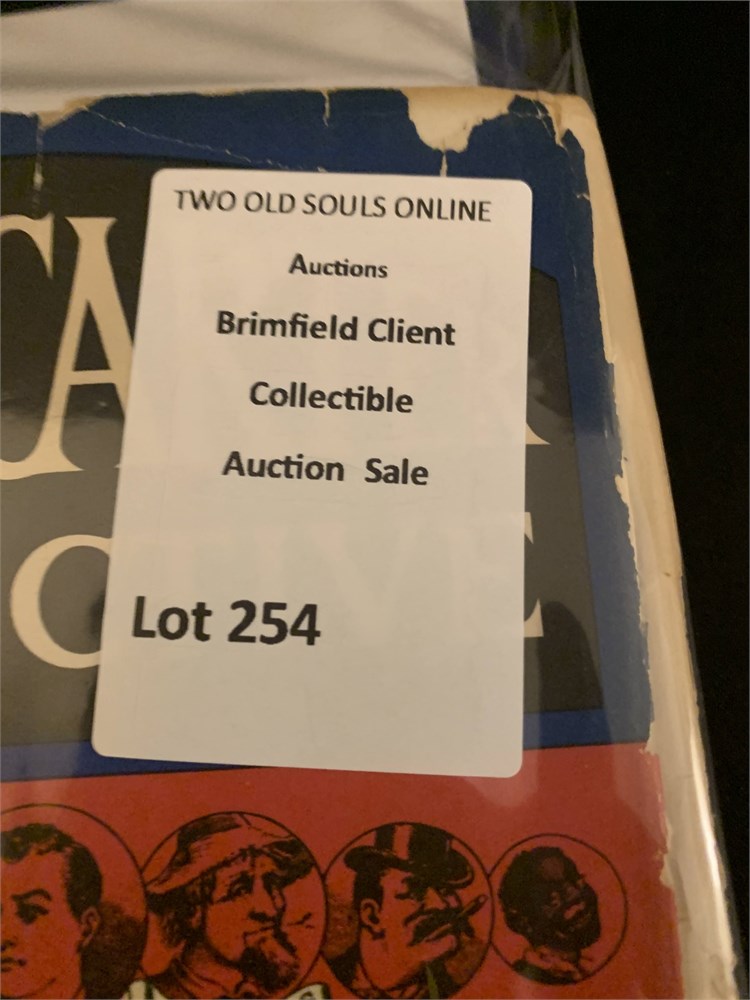 TWO OLD SOULS ONLINE
Auctions
Brimfield Client
Collectible
Auction Sale
Lot 254